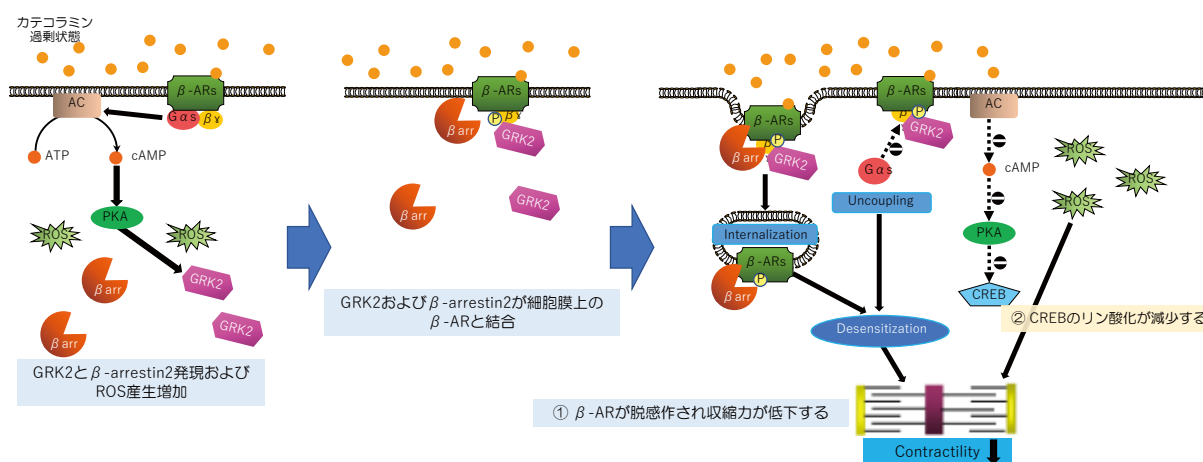 カテコラミン
過剰状態
β-ARs
AC
Gαs
βγ
ATP
cAMP
PKA
ROS
ROS
β arr
GRK2
β arr
GRK2
GRK2とβ-arrestin2発現および
ROS産生増加
β-ARs
P
βγ
β arr
GRK2
β arr
GRK2
GRK2およびβ-arrestin2が細胞膜上の
β-ARと結合
β-ARs
P
β arr
GRK2
Internalization
β-ARs
P
β arr
β-ARs
β
P
GRK2
Gαs
Uncoupling
Desensitization
AC
cAMP
PKA
CREB
ROS
ROS
ROS
② CREBのリン酸化が減少する
① β-ARが脱感作され収縮力が低下する
Contractility